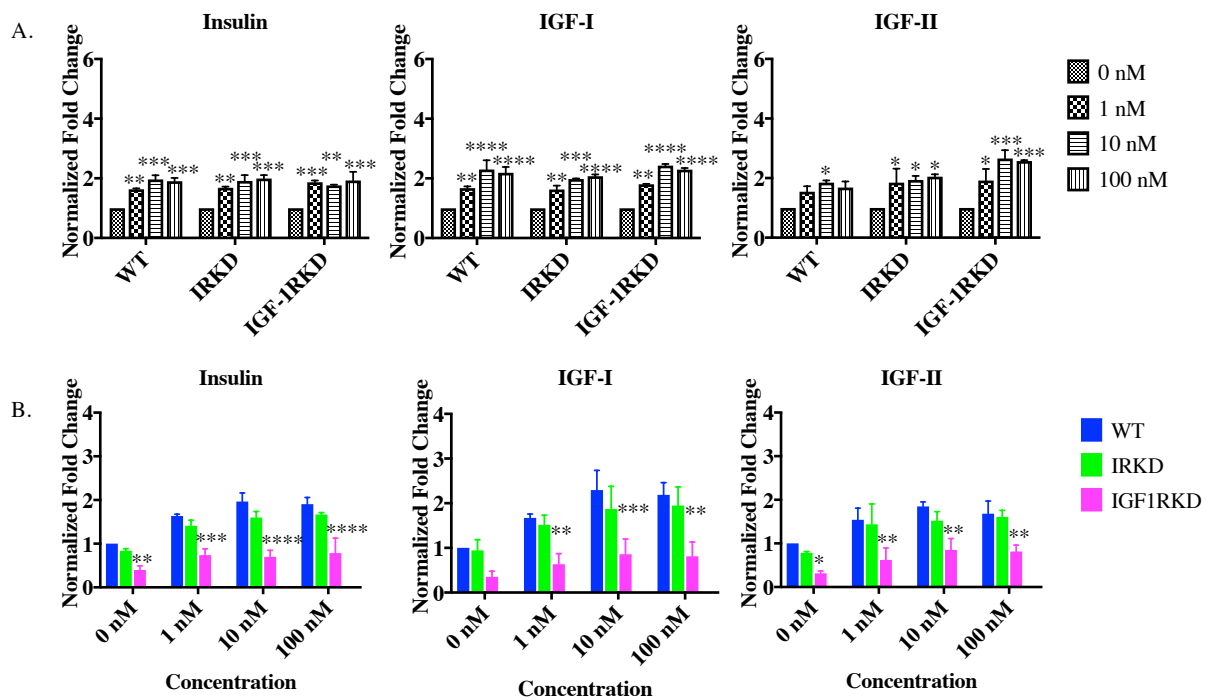 A.
Insulin
IGF-I
IGF-II
Normalized Fold Change
6
4
2
0
** *** ***
** *** ***
*** ** ***
WT
IRKD
IGF-1RKD
Normalized Fold Change
6
4
2
0
** **** ****
** *** ****
** **** ****
WT
IRKD
IGF-1RKD
Normalized Fold Change
6
4
2
0
*
* * *
* *** ***
WT
IRKD
IGF-1RKD
0 nM
1 nM
10 nM
100 nM
B.
Insulin
IGF-I
IGF-II
Normalized Fold Change
4
3
2
1
0
** *** **** ****
0 nM
1 nM
10 nM
100 nM
Concentration
Normalized Fold Change
4
3
2
1
0
** *** **
0 nM
1 nM
10 nM
100 nM
Concentration
Normalized Fold Change
4
3
2
1
0
* ** ** **
0 nM
1 nM
10 nM
100 nM
Concentration
WT
IRKD
IGF1RKD